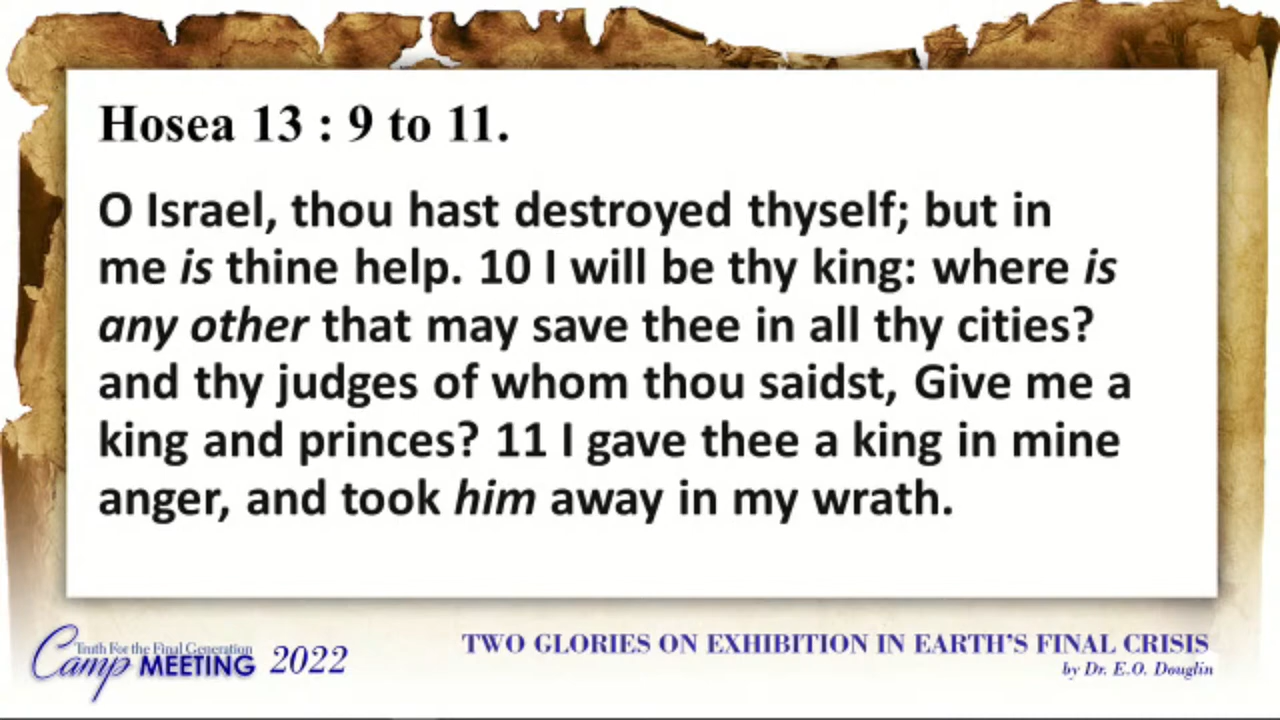 Hosea 13 : 9 to 11.
O Israel, thou hast destroyed thyself; but in
me is thine help. 10 I will be thy king: where is
any other that may save thee in all thy cities?
and thy judges of whom thou saidst, Give me a
king and princes? 11 I gave thee a king in mine
anger, and took him away in my wrath.
Truth For the Final Generation
Camp MEETING 2022
TWO GLORIES ON EXHIBITION IN EARTH'S FINAL CRISIS
by Dr. E.O. Douglin